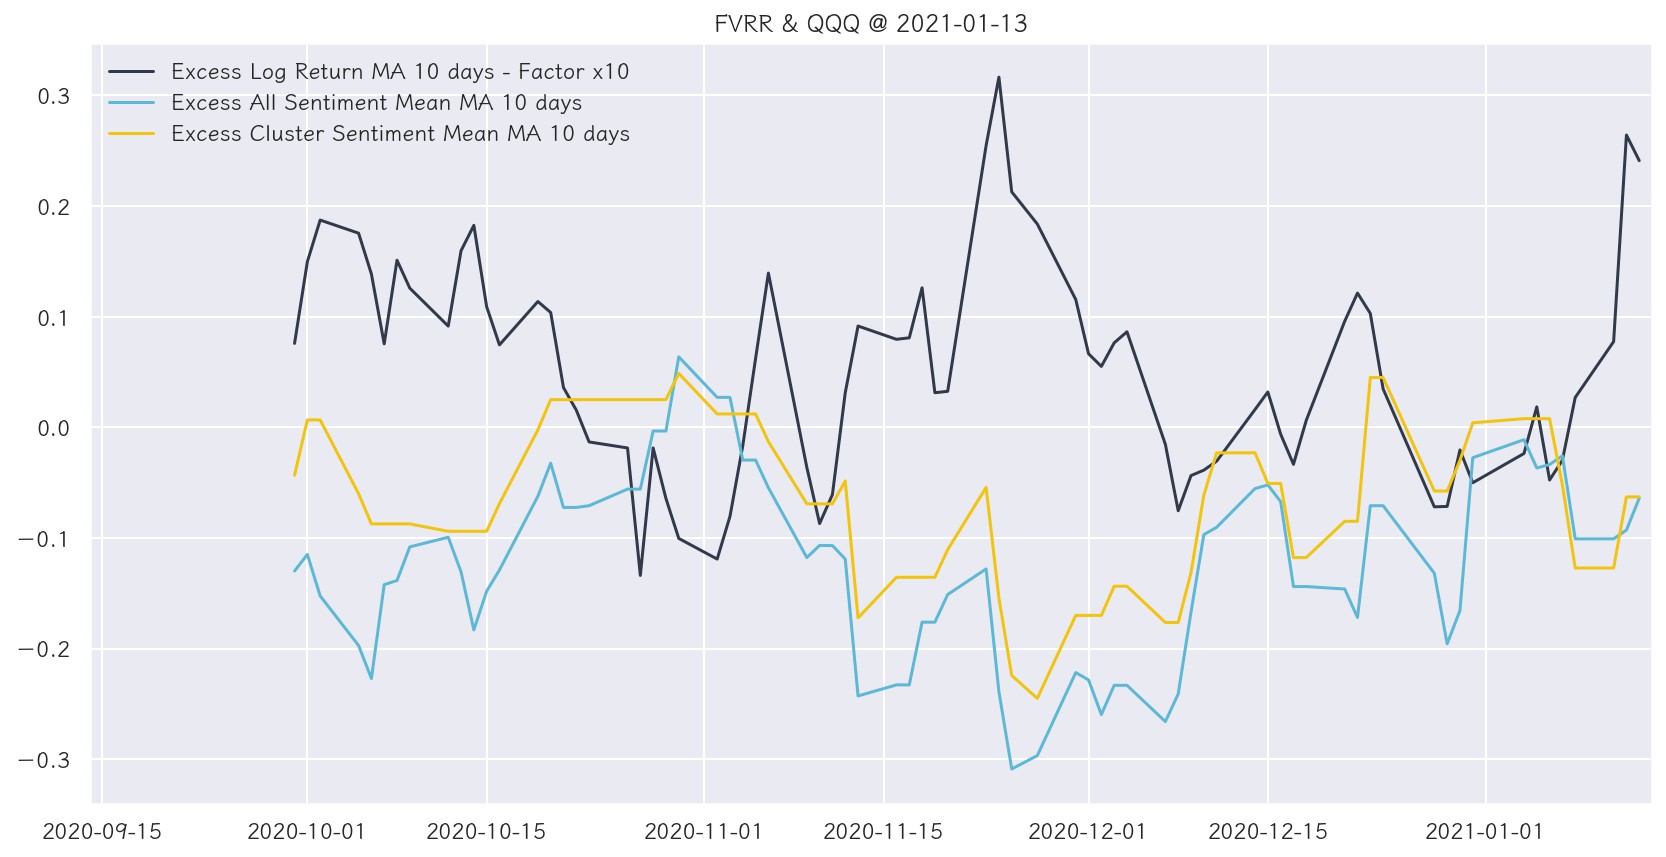 FVRR & QQQ @ 2021-01-13
Excess Log Return MA 10 days - Factor x10
Excess All Sentiment Mean MA 10 days
Excess Cluster Sentiment Mean MA 10 days
0.3
0.2
0.1
0.0
−0.1
−0.2
−0.3
2020-09-15 2020-10-01 2020-10-15 2020-11-01 2020-11-15 2020-12-01 2020-12-15 2021-01-01